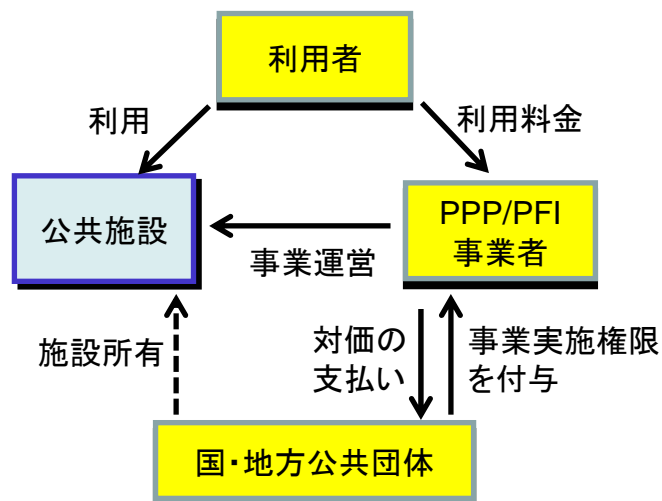 利用者
利用
利用料金
公共施設
PPP/PFI
事業者
事業運営
施設所有
対価の
支払い
事業実施権限
を付与
国・地方公共団体